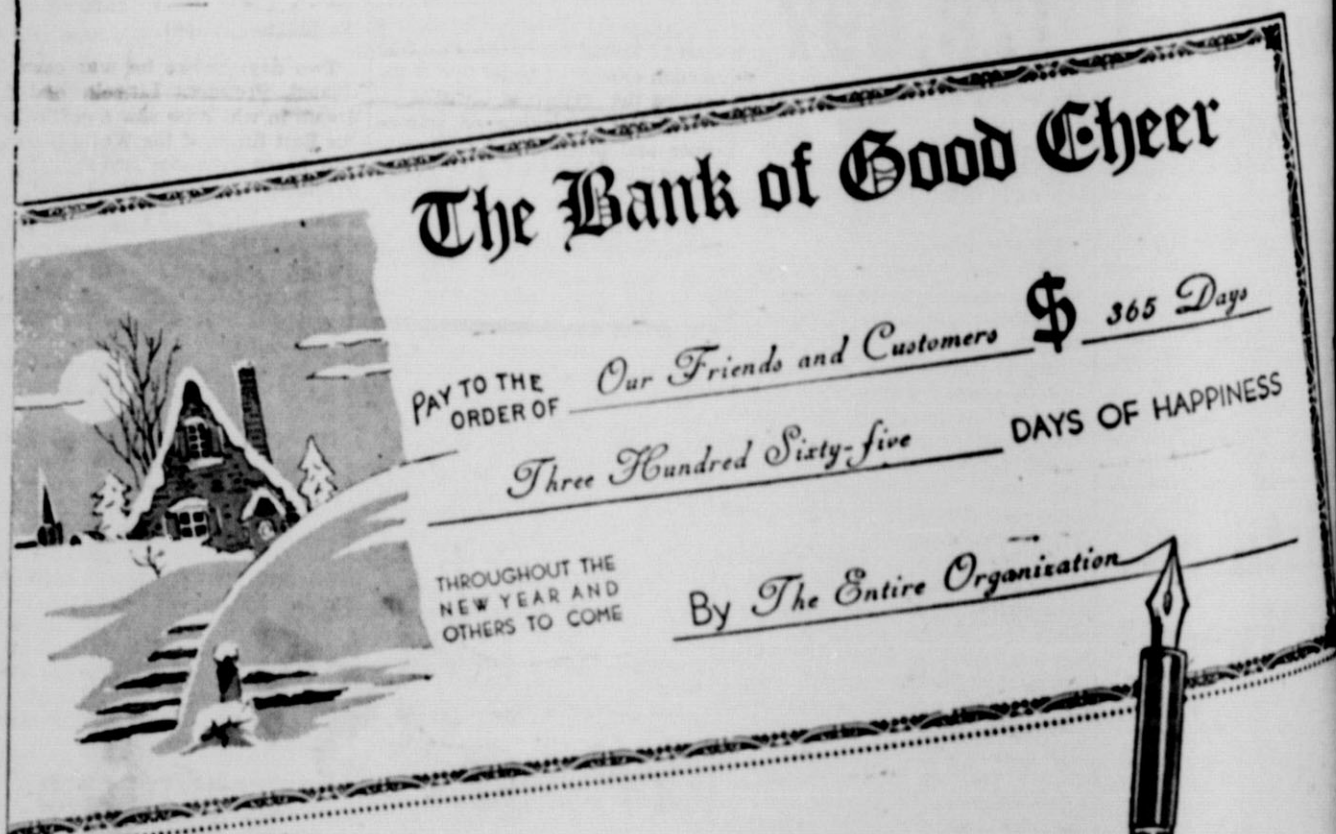 The Bank of Good Cheer
PAY TO THE
ORDER OF Our Friends and Customers $ 365 Days
Three Hundred Sixty-five DAYS OF HAPPINESS
THROUGHOUT THE
NEW YEAR AND
OTHERS TO COME
By The Entire Organization